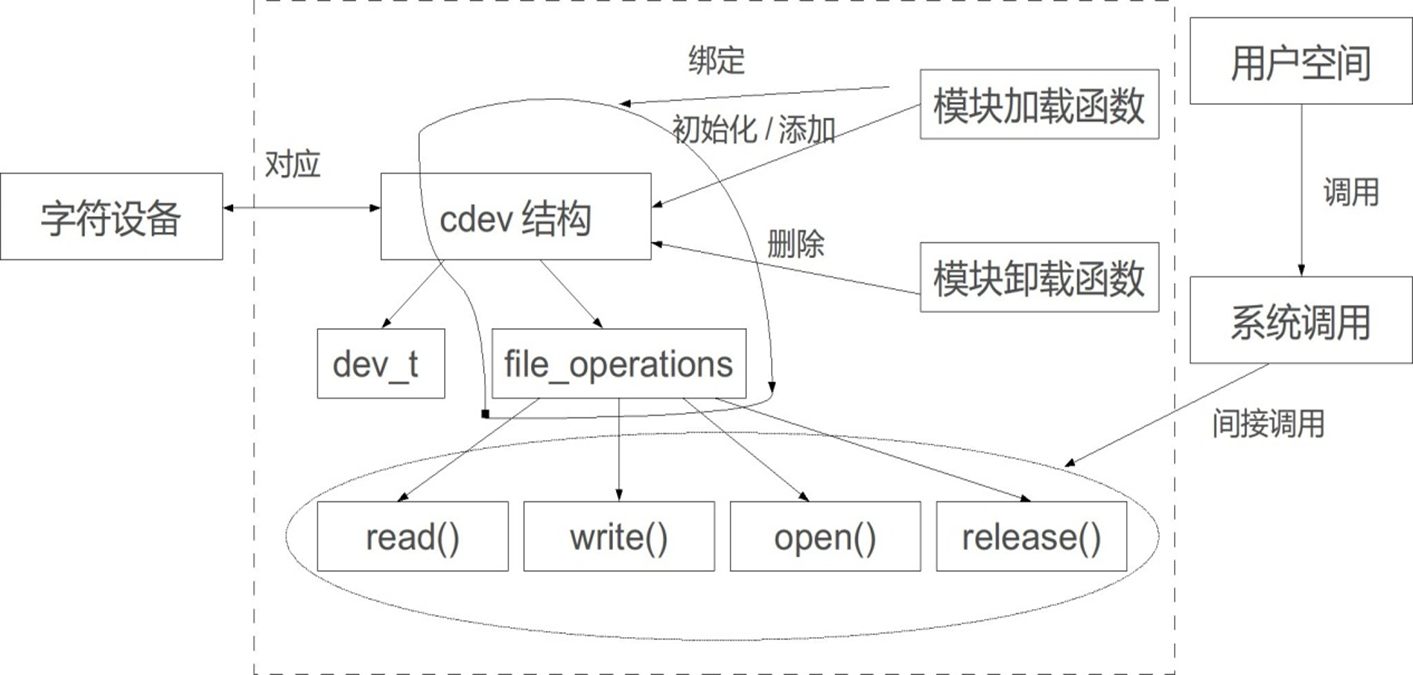 绑定
用户空间
模块加载函数
初始化 / 添加
对应
调用
字符设备
cdev 结构
删除
模块卸载函数
系统调用
dev_t
file_operations
间接调用
read()
write()
open()
release()